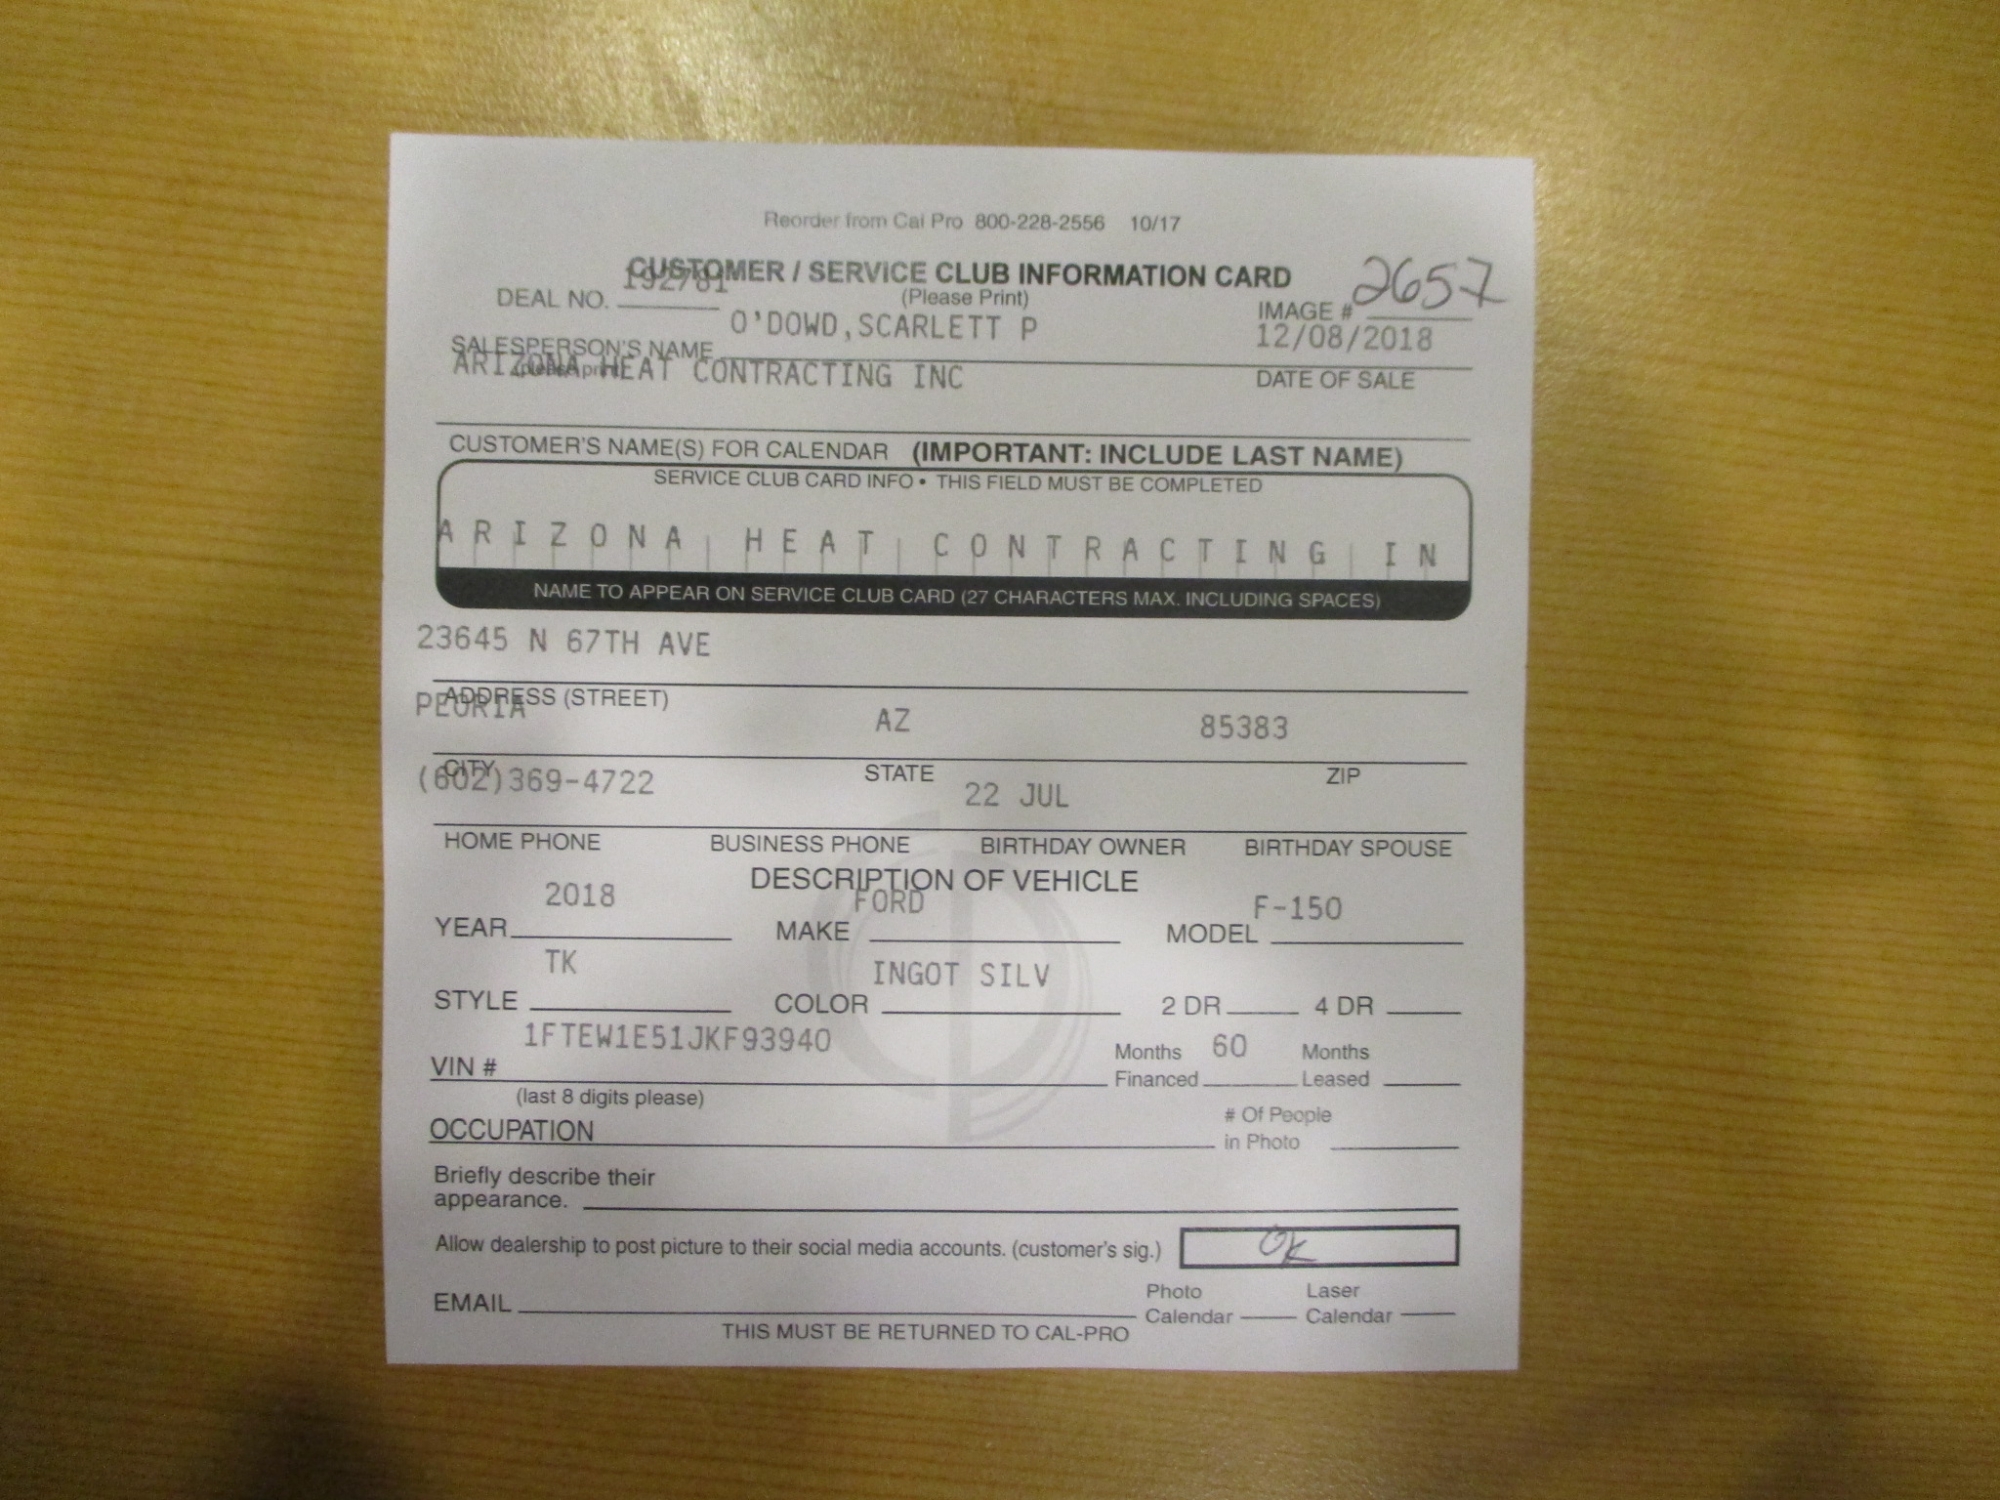 Reorder from Cal Pro 800-228-2556 10/17
CUSTOMER / SERVICE CLUB INFORMATION CARD
(Please Print)
DEAL NO. 192781
IMAGE # 2657
O'DOWD,SCARLETT P
12/08/2018
SALESPERSON'S NAME
(please print)
DATE OF SALE
ARIZONA HEAT CONTRACTING INC
CUSTOMER'S NAME(S) FOR CALENDAR (IMPORTANT: INCLUDE LAST NAME)
SERVICE CLUB CARD INFO • THIS FIELD MUST BE COMPLETED
ARIZONA HEAT CONTRACTING IN
NAME TO APPEAR ON SERVICE CLUB CARD (27 CHARACTERS MAX. INCLUDING SPACES)
23645 N 67TH AVE
ADDRESS (STREET)
PEORIA AZ 85383
CITY STATE ZIP
(602)369-4722 22 JUL
HOME PHONE BUSINESS PHONE BIRTHDAY OWNER BIRTHDAY SPOUSE
DESCRIPTION OF VEHICLE
YEAR 2018 MAKE FORD MODEL F-150
STYLE TK COLOR INGOT SILV 2 DR 4 DR
VIN # 1FTEW1E51JKF93940 Months Financed 60 Months Leased
(last 8 digits please)
OCCUPATION # Of People in Photo
Briefly describe their
appearance.
Allow dealership to post picture to their social media accounts. (customer's sig.) OK
EMAIL Photo Calendar Laser Calendar
THIS MUST BE RETURNED TO CAL-PRO